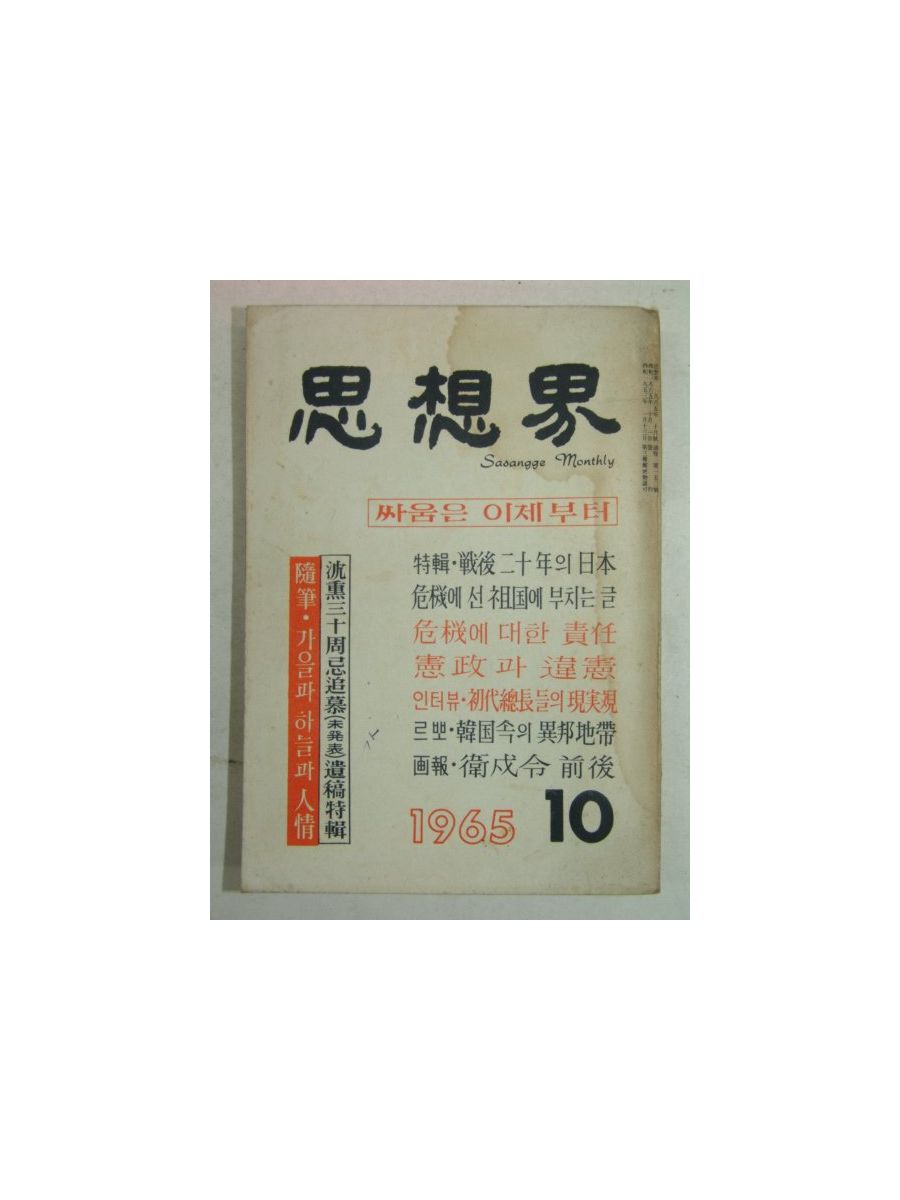 思想界
Sasangge Monthly
싸움은 이제부터
特輯·戦後二十年의 日本
危機에 선 祖国에 부치는 글
危機에 대한 責任
憲政과 違憲
인터뷰·初代總長들의 現実視
르뽀·韓国속의 異邦地帶
画報·衛戍令 前後
1965 10
沈熏三十周忌追慕(未発表)遺稿特輯
隨筆·가을과 하늘과 人情